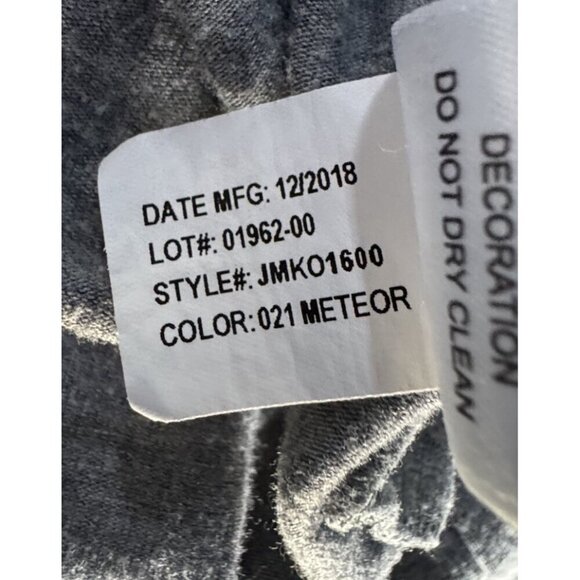 DATE MFG: 12/2018
LOT#: 01962-00
STYLE#: JMKO1600
COLOR: 021 METEOR
DECORATION
DO NOT DRY CLEAN